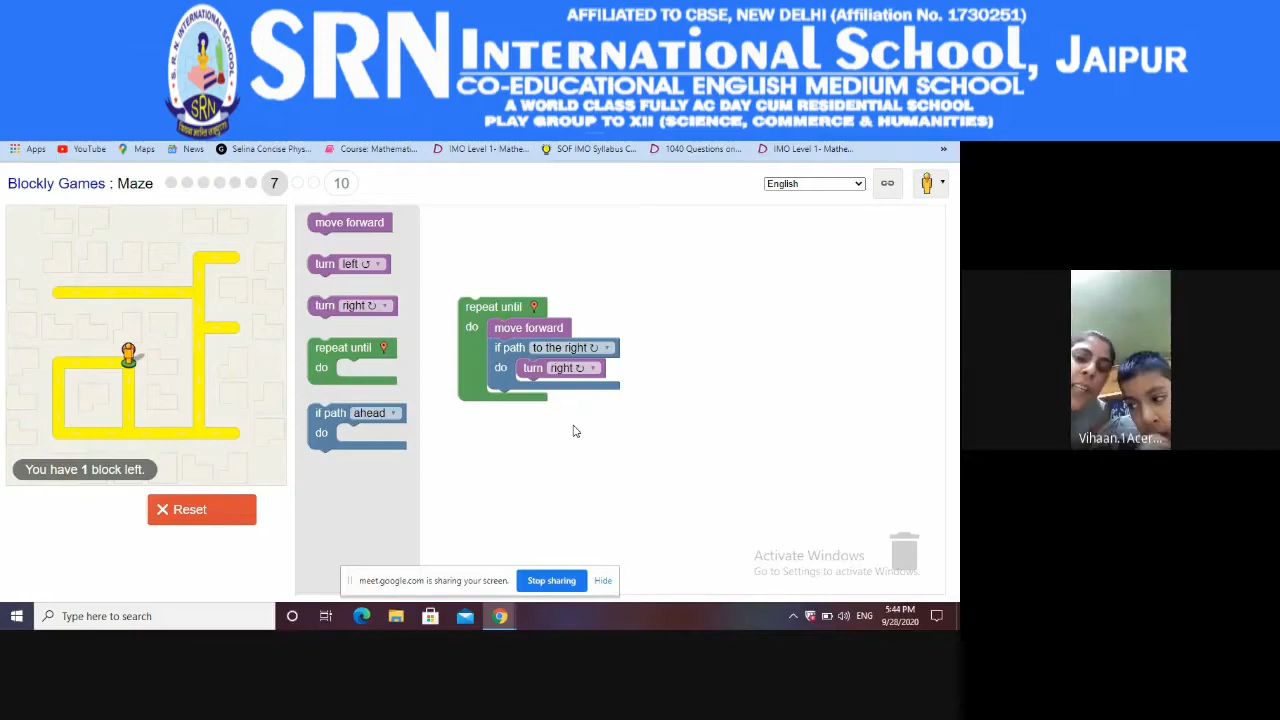 AFFILIATED TO CBSE, NEW DELHI (Affiliation No. 1730251)
SRN INTERNATIONAL SCHOOL, JAIPUR
CO-EDUCATIONAL ENGLISH MEDIUM SCHOOL
A WORLD CLASS FULLY AC DAY CUM RESIDENTIAL SCHOOL
PLAY GROUP TO XII (SCIENCE, COMMERCE & HUMANITIES)
S. R. N. INTERNATIONAL SCHOOL
SRN
Apps YouTube Maps News Selina Concise Phys... Course: Mathemati... IMO Level 1- Mathe... SOF IMO Syllabus C... 1040 Questions on... IMO Level 1- Mathe... »
Blockly Games : Maze 7 10 English
move forward
turn left ↺
turn right ↻
repeat until
do
if path ahead
do
repeat until
do move forward
if path to the right ↻
do turn right ↻
You have 1 block left.
Reset
Vihaan.1Acer...
Activate Windows
Go to Settings to activate Windows.
meet.google.com is sharing your screen. Stop sharing Hide
Type here to search
ENG
5:44 PM
9/28/2020